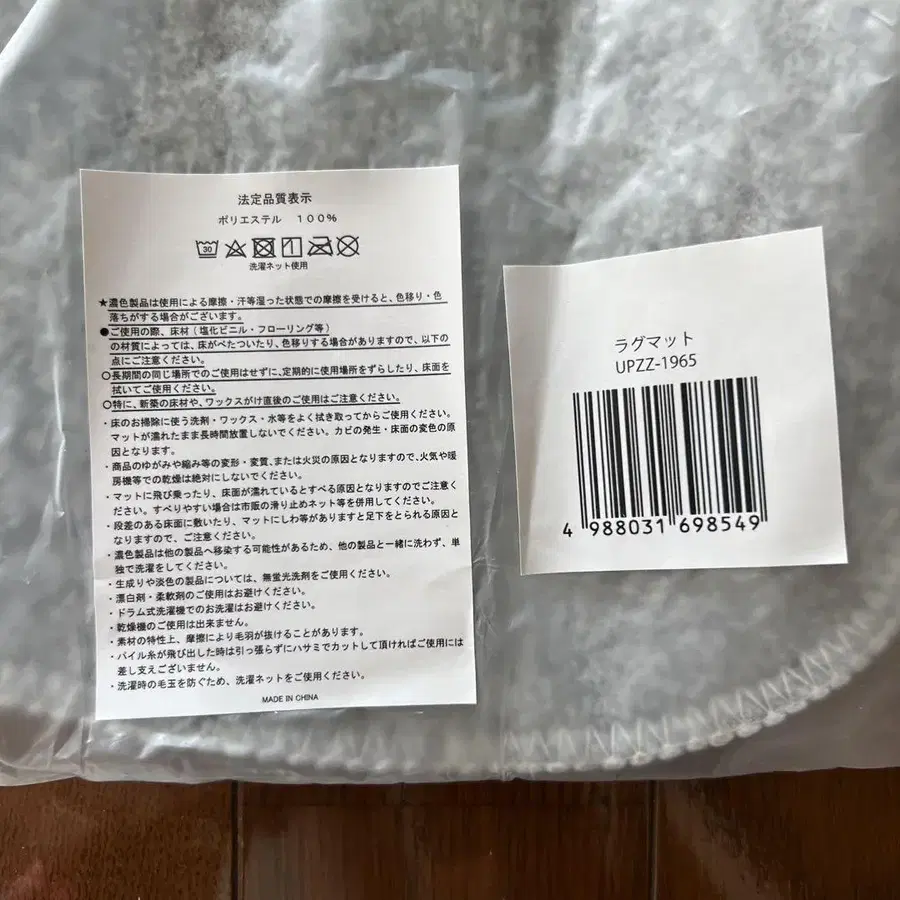 法定品質表示
ポリエステル 100%
30
洗濯ネット使用
★濃色製品は使用による摩擦・汗等湿った状態での摩擦を受けると、色移り・色
落ちがする場合がございます。
●ご使用の際、床材(塩化ビニル・フローリング等)
の材質によっては、床がべたついたり、色移りする場合がありますので、以下の
点にご注意ください。
○長期間の同じ場所でのご使用はせずに、定期的に使用場所をずらしたり、床面を
拭いてご使用ください。
○特に、新築の床材や、ワックスがけ直後のご使用はご注意ください。
・床のお掃除に使う洗剤・ワックス・水等をよく拭き取ってからご使用ください。
マットが濡れたまま長時間放置しないでください。カビの発生・床面の変色の原
因となります。
・商品のゆがみや縮み等の変形・変質、または火災の原因となりますので、火気や暖
房機等での乾燥は絶対にしないでください。
・マットに飛び乗ったり、床面が濡れているとすべる原因となりますのでご注意くだ
さい。すべりやすい場合は市販の滑り止めネット等を併用してください。
・段差のある床面に敷いたり、マットにしわ等がありますと足下をとられる原因と
なりますので、ご注意ください。
・濃色製品は他の製品へ移染する可能性があるため、他の製品と一緒に洗わず、単
独で洗濯をしてください。
・生成りや淡色の製品については、無蛍光洗剤をご使用ください。
・漂白剤・柔軟剤のご使用はお避けください。
・ドラム式洗濯機でのお洗濯はお避けください。
・乾燥機のご使用は出来ません。
・素材の特性上、摩擦により毛羽が抜けることがあります。
・パイル糸が飛び出した時は引っ張らずにハサミでカットして頂ければご使用には
差し支えございません。
・洗濯時の毛玉を防ぐため、洗濯ネットをご使用ください。
MADE IN CHINA
ラグマット
UPZZ-1965
4 988031 698549